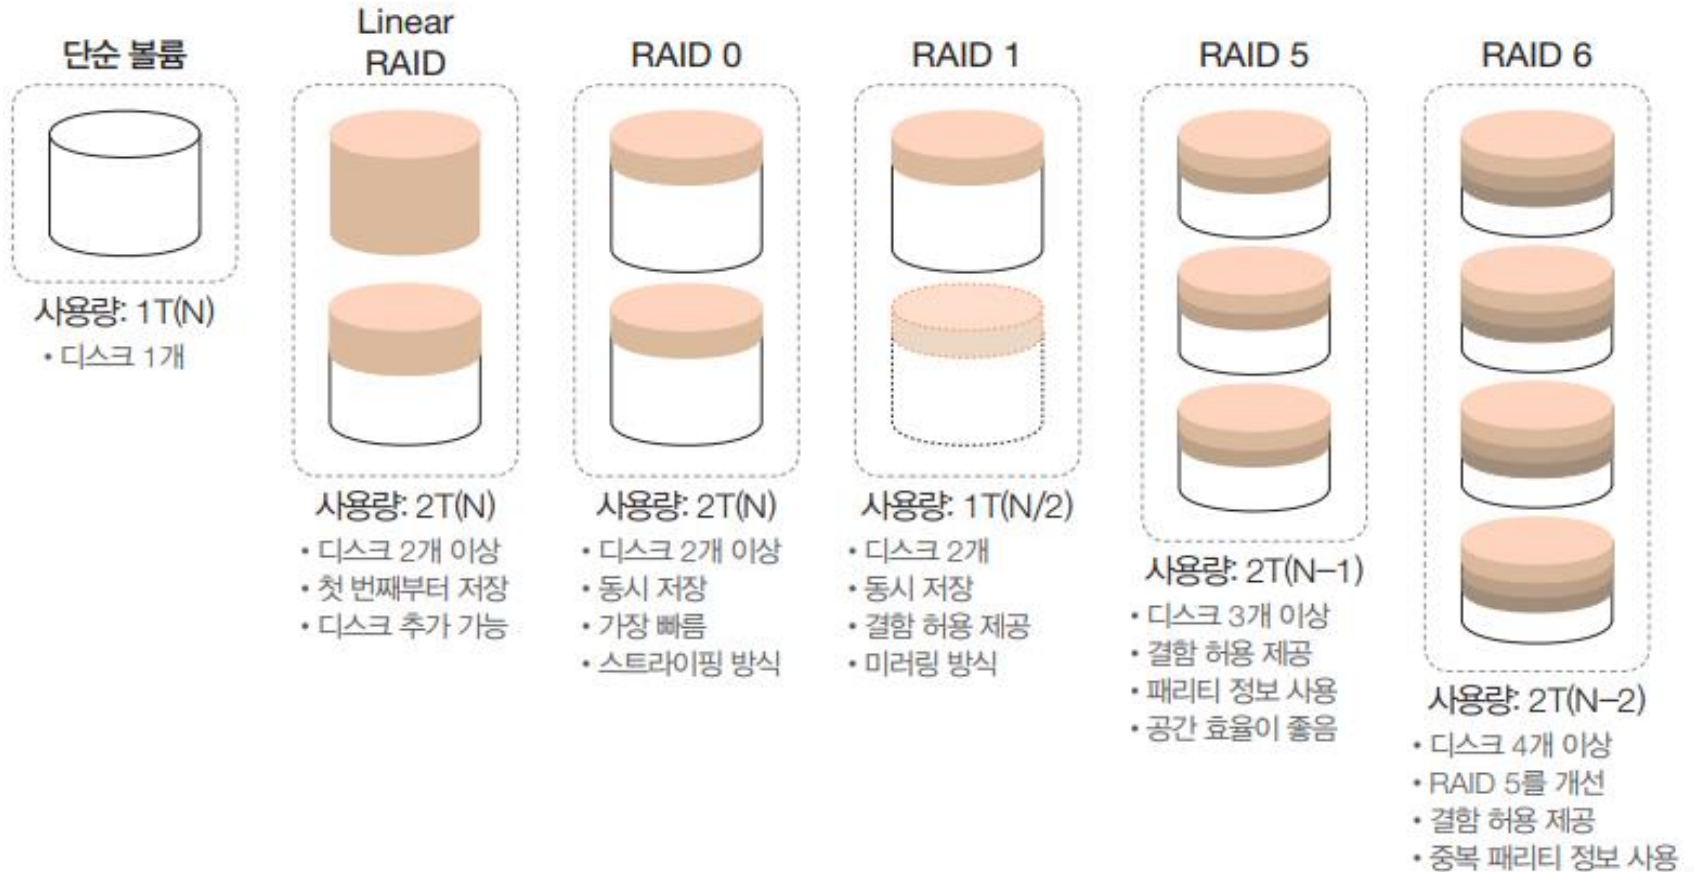 단순 볼륨
사용량: 1T(N)
• 디스크 1개
Linear
RAID
사용량: 2T(N)
• 디스크 2개 이상
• 첫 번째부터 저장
• 디스크 추가 가능
RAID 0
사용량: 2T(N)
• 디스크 2개 이상
• 동시 저장
• 가장 빠름
• 스트라이핑 방식
RAID 1
사용량: 1T(N/2)
• 디스크 2개
• 동시 저장
• 결함 허용 제공
• 미러링 방식
RAID 5
사용량: 2T(N–1)
• 디스크 3개 이상
• 결함 허용 제공
• 패리티 정보 사용
• 공간 효율이 좋음
RAID 6
사용량: 2T(N–2)
• 디스크 4개 이상
• RAID 5를 개선
• 결함 허용 제공
• 중복 패리티 정보 사용